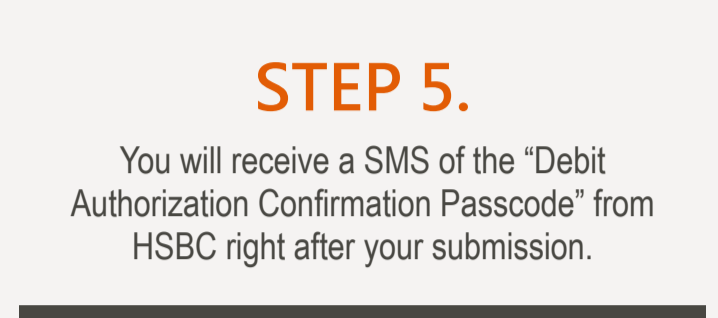 STEP 5.
You will receive a SMS of the “Debit
Authorization Confirmation Passcode” from
HSBC right after your submission.